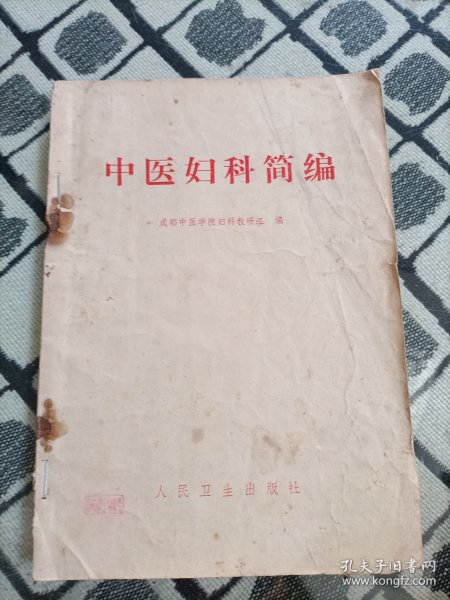 中医妇科简编
成都中医学院妇科教研组 编
人民卫生出版社
孔夫子旧书网
www.kongfz.com